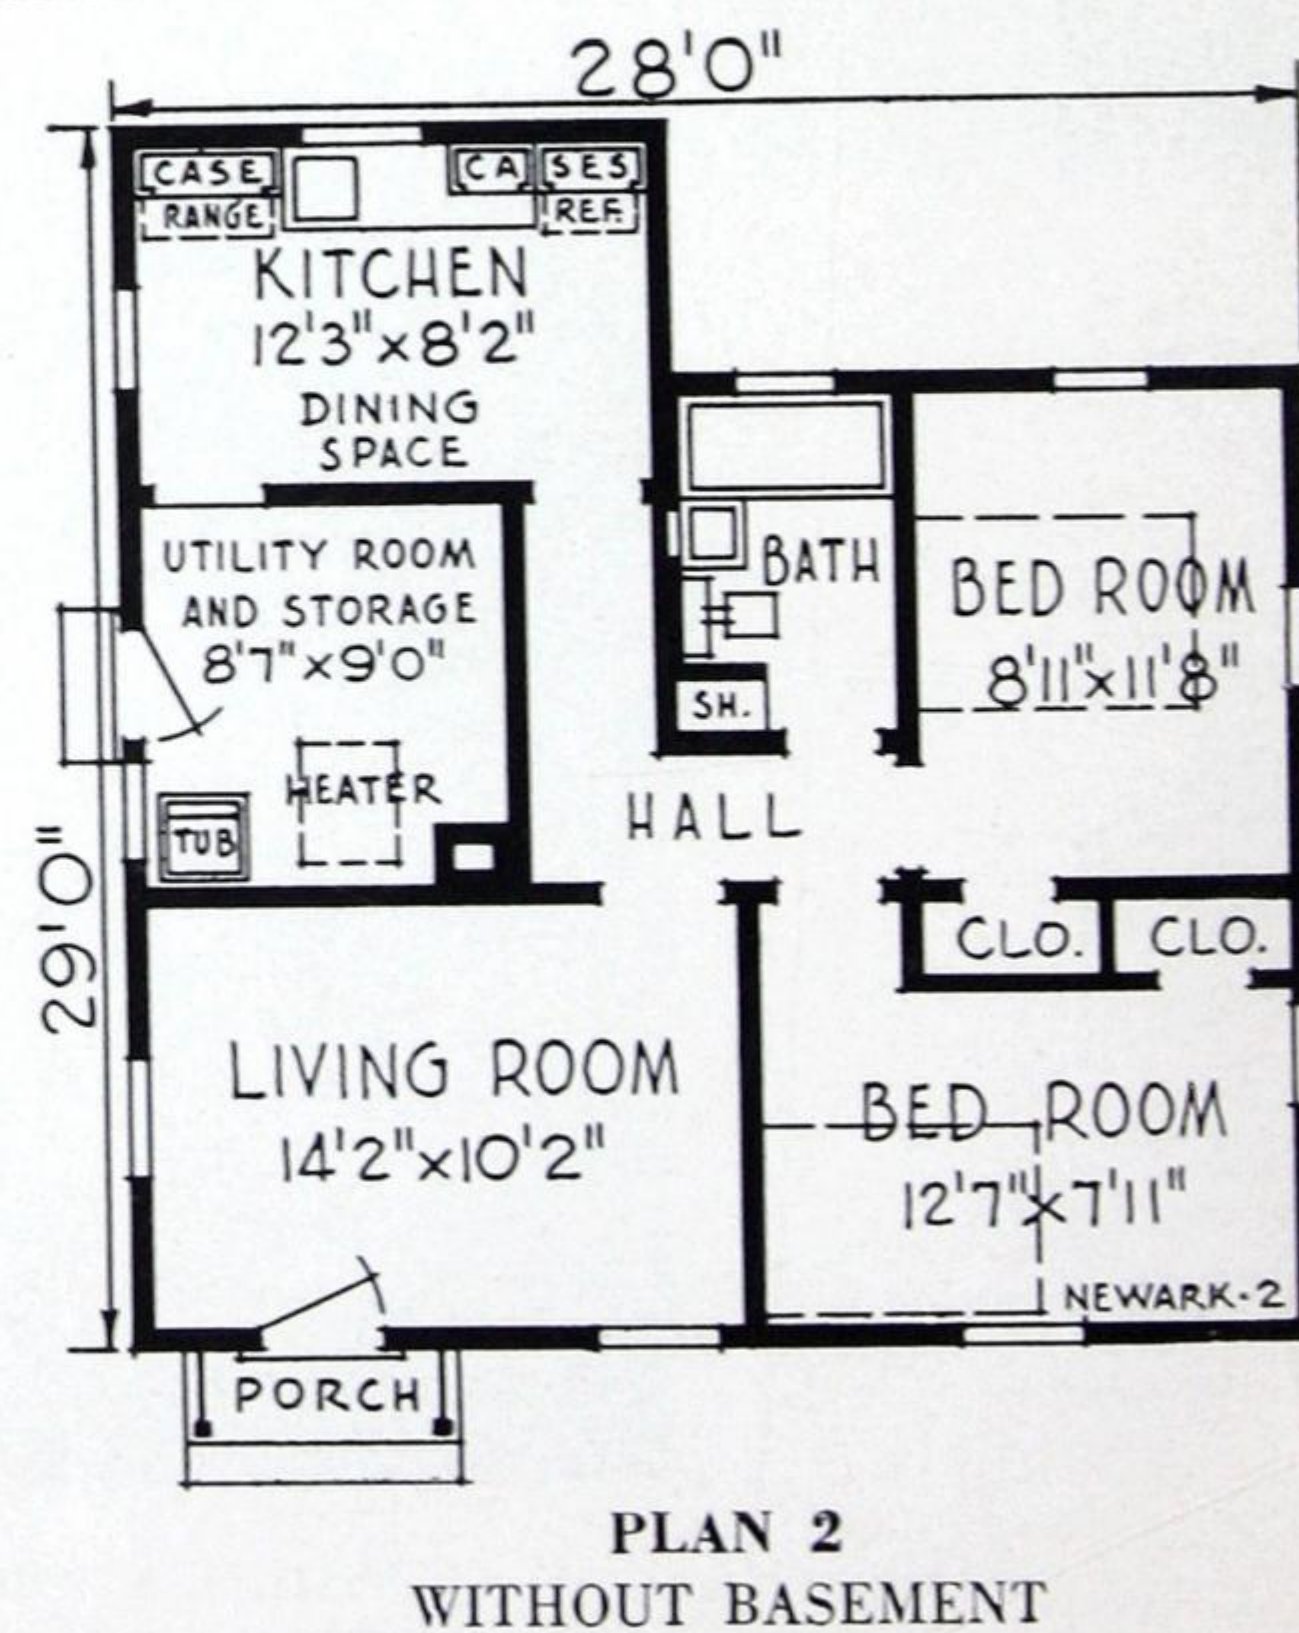 28'0"
CASE
CA SES
RANGE
REF.
KITCHEN
12'3"x8'2"
DINING
SPACE
UTILITY ROOM
AND STORAGE
8'7"x9'0"
BATH
BED ROOM
8'11"x11'8"
SH.
HEATER
TUB
HALL
29'0"
CLO.
CLO.
LIVING ROOM
14'2"x10'2"
BED ROOM
12'7"x7'11"
NEWARK-2
PORCH
PLAN 2
WITHOUT BASEMENT